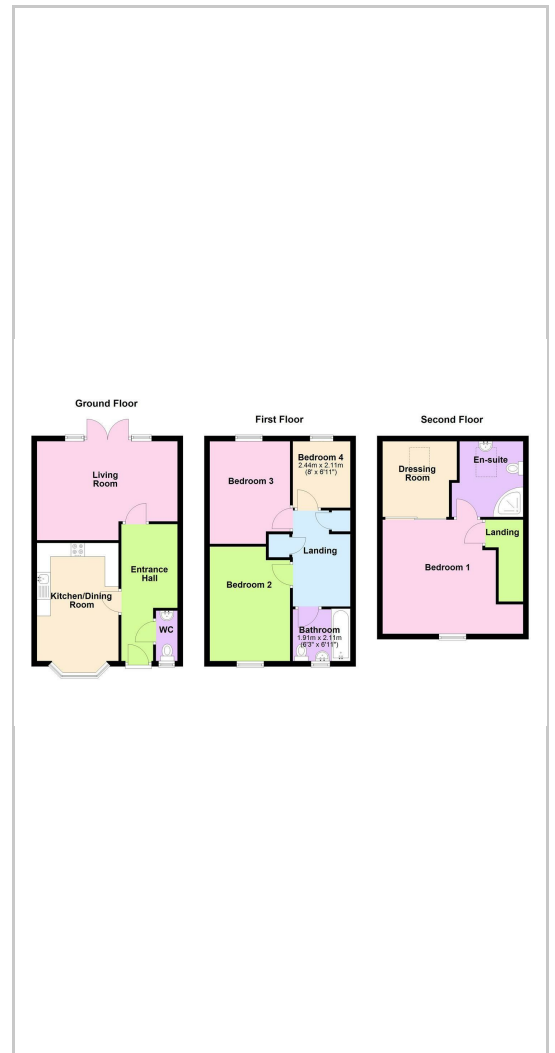 Ground Floor
Living
Room
Kitchen/Dining
Room
Entrance
Hall
WC
First Floor
Bedroom 3
Bedroom 4
2.44m x 2.11m
(8' x 6'11")
Landing
Bedroom 2
Bathroom
1.91m x 2.11m
(6'3" x 6'11")
Second Floor
Dressing
Room
En-suite
Landing
Bedroom 1